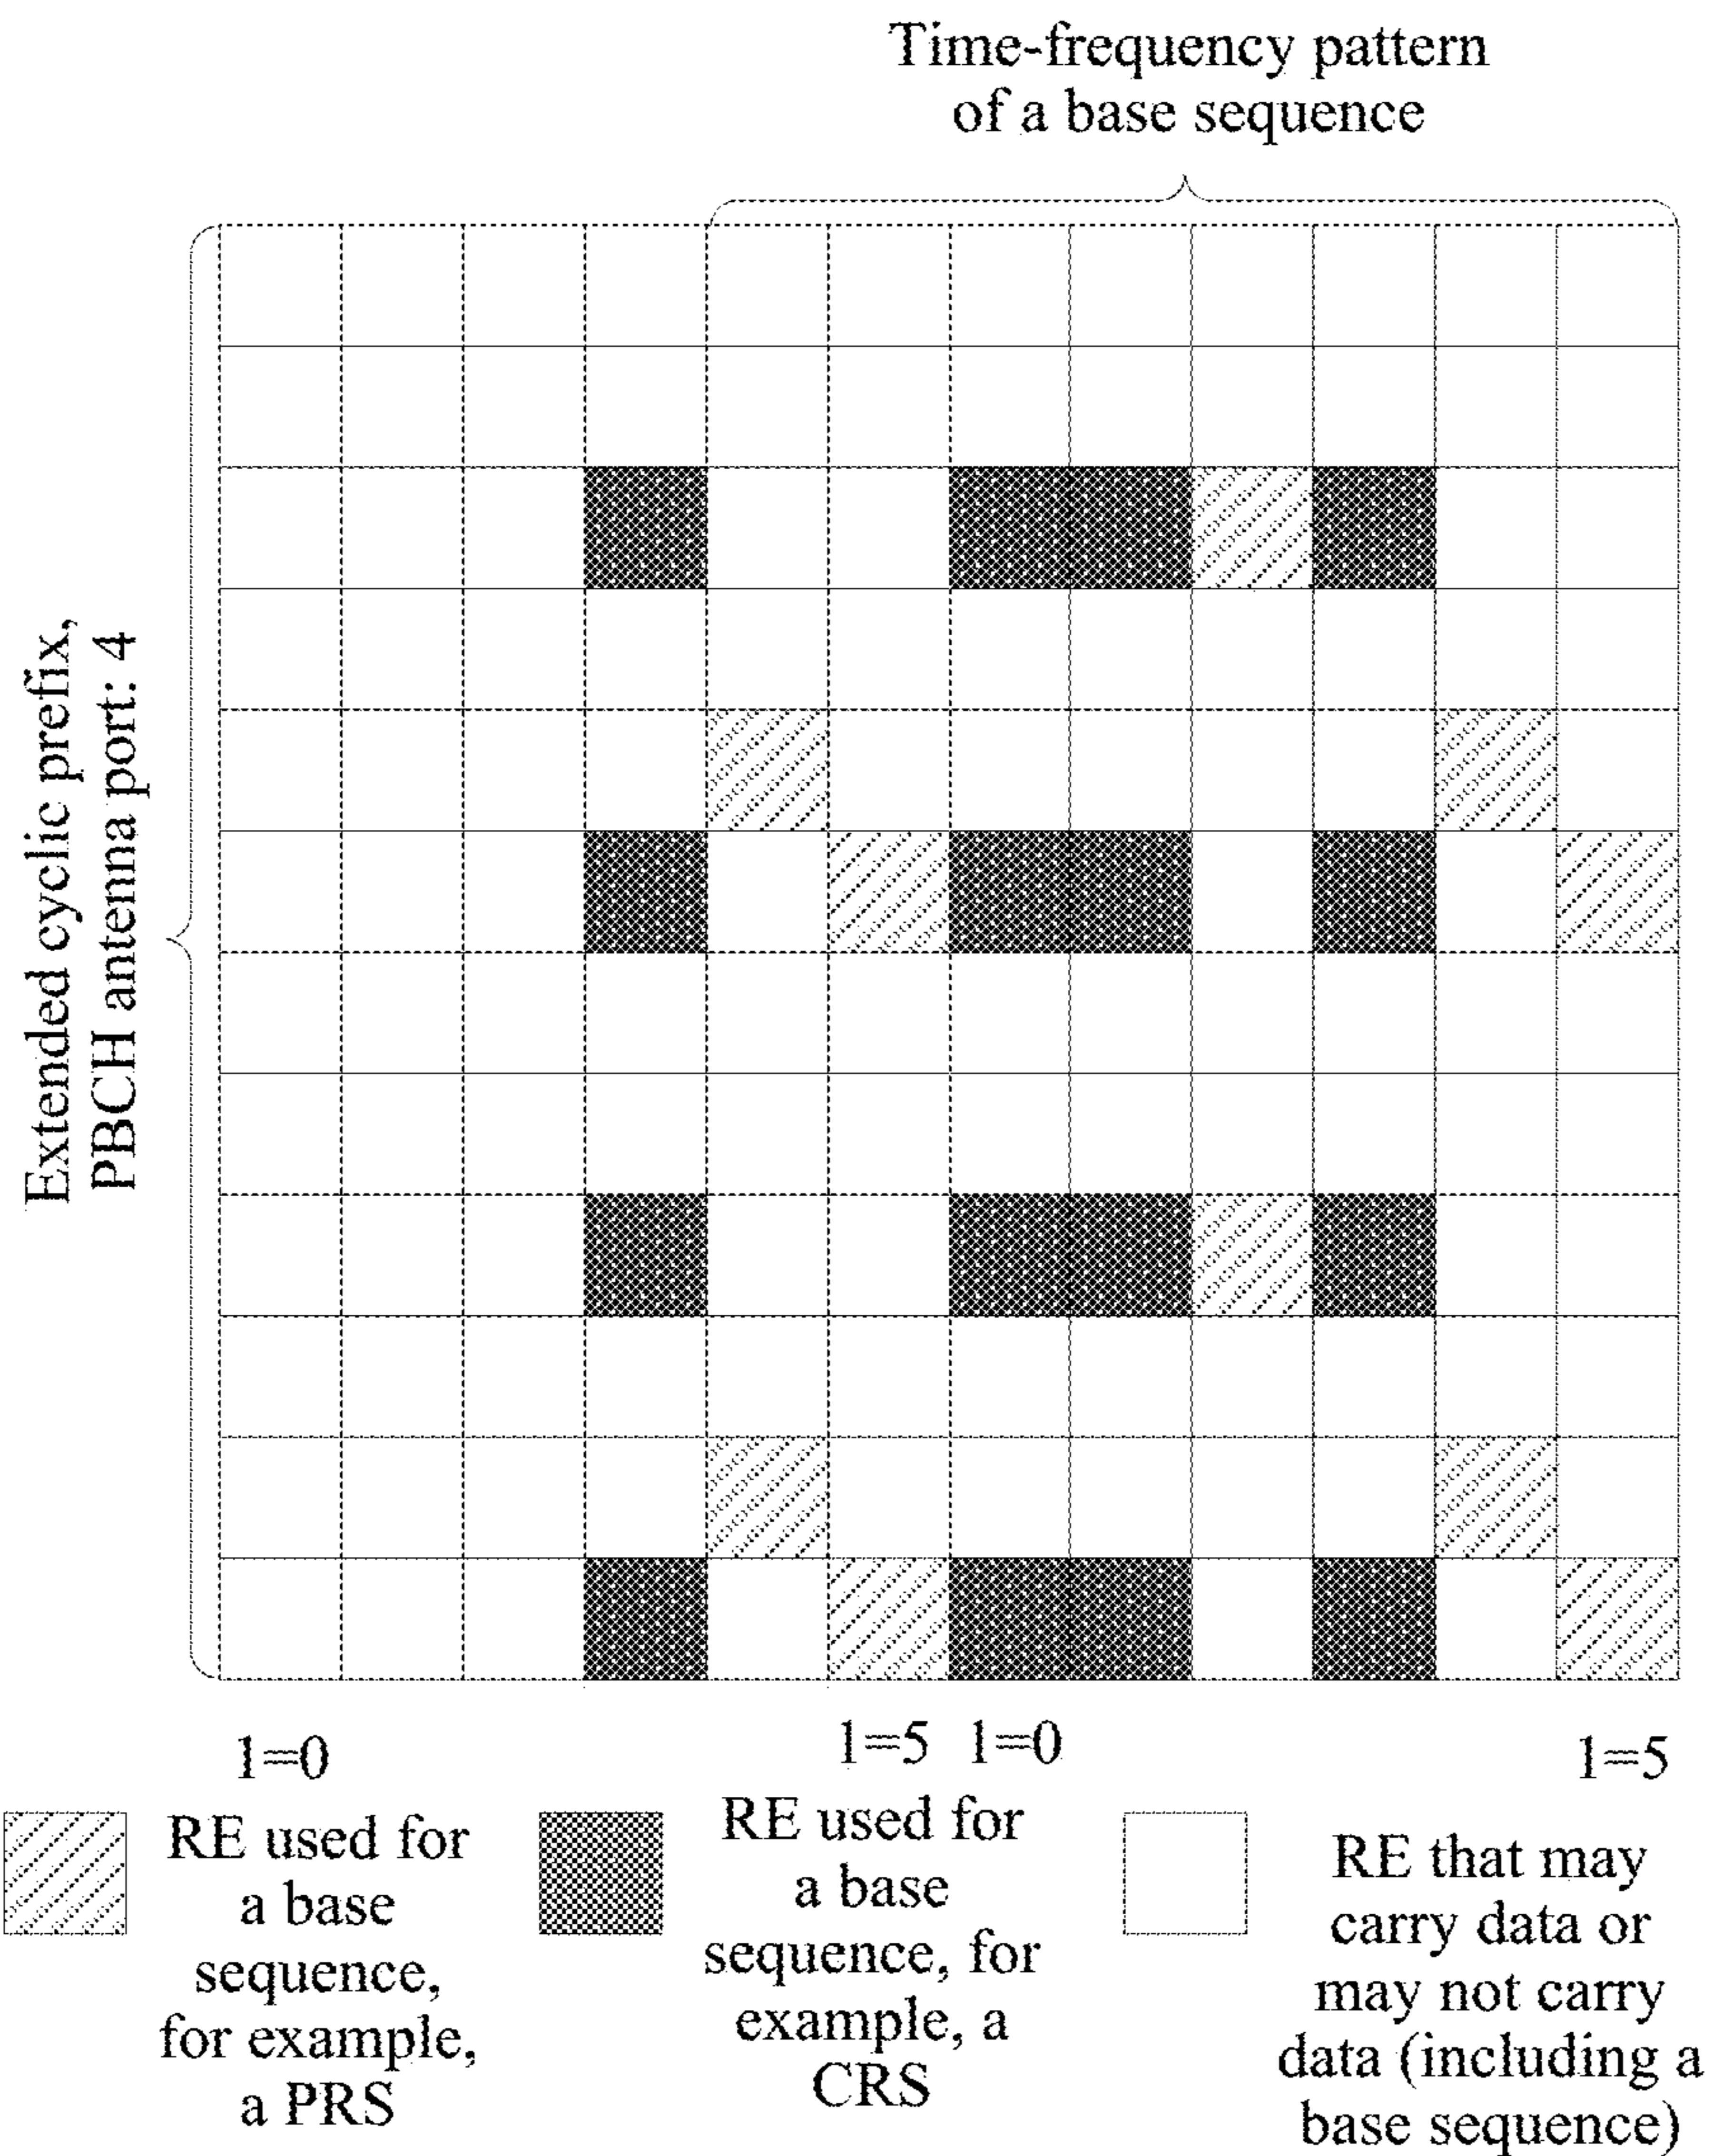 Time-frequency pattern
of a base sequence
Extended cyclic prefix,
PBCH antenna port: 4
l=0
l=5
l=0
l=5
RE used for
a base
sequence,
for example,
a PRS
RE used for
a base
sequence, for
example, a
CRS
RE that may
carry data or
may not carry
data (including a
base sequence)